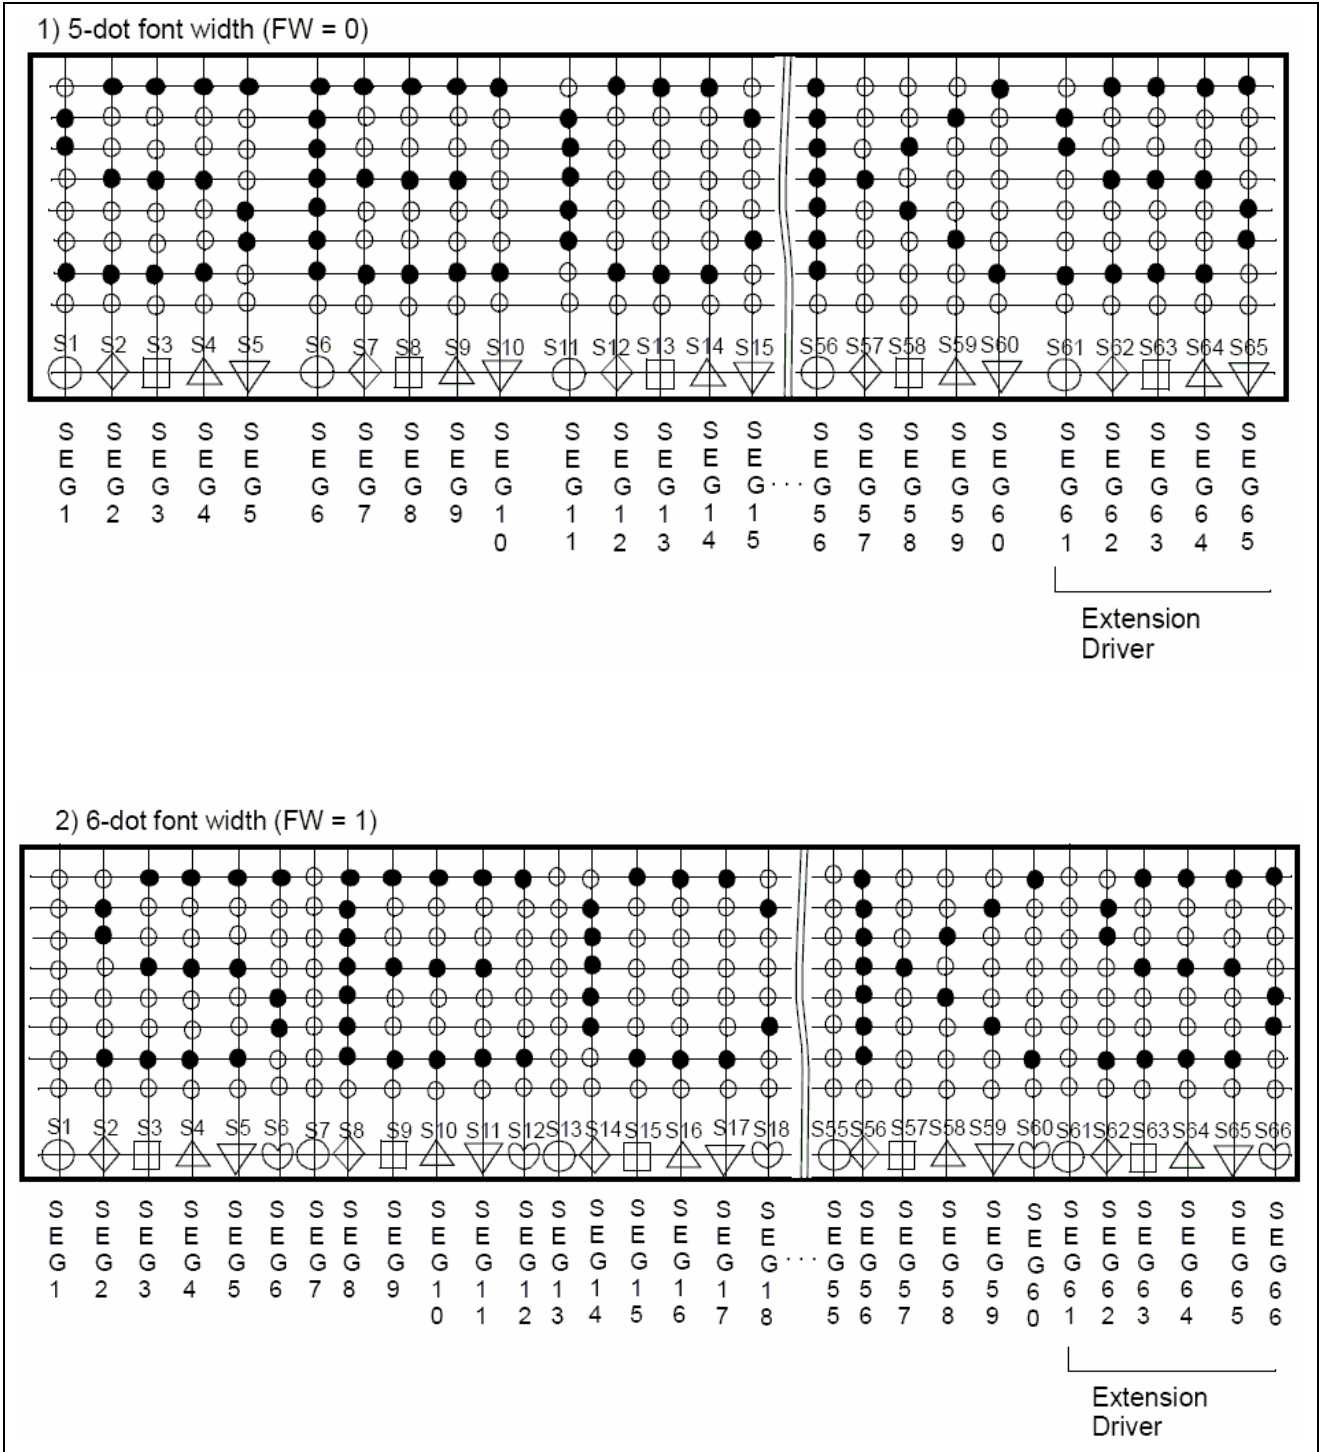 1) 5-dot font width (FW = 0)
S1 S2 S3 S4 S5 S6 S7 S8 S9 S10 S11 S12 S13 S14 S15 S56 S57 S58 S59 S60 S61 S62 S63 S64 S65
SEG1 SEG2 SEG3 SEG4 SEG5 SEG6 SEG7 SEG8 SEG9 SEG10 SEG11 SEG12 SEG13 SEG14 SEG15 ... SEG56 SEG57 SEG58 SEG59 SEG60 SEG61 SEG62 SEG63 SEG64 SEG65
Extension
Driver
2) 6-dot font width (FW = 1)
S1 S2 S3 S4 S5 S6 S7 S8 S9 S10 S11 S12 S13 S14 S15 S16 S17 S18 S55 S56 S57 S58 S59 S60 S61 S62 S63 S64 S65 S66
SEG1 SEG2 SEG3 SEG4 SEG5 SEG6 SEG7 SEG8 SEG9 SEG10 SEG11 SEG12 SEG13 SEG14 SEG15 SEG16 SEG17 SEG18 ... SEG55 SEG56 SEG57 SEG58 SEG59 SEG60 SEG61 SEG62 SEG63 SEG64 SEG65 SEG66
Extension
Driver